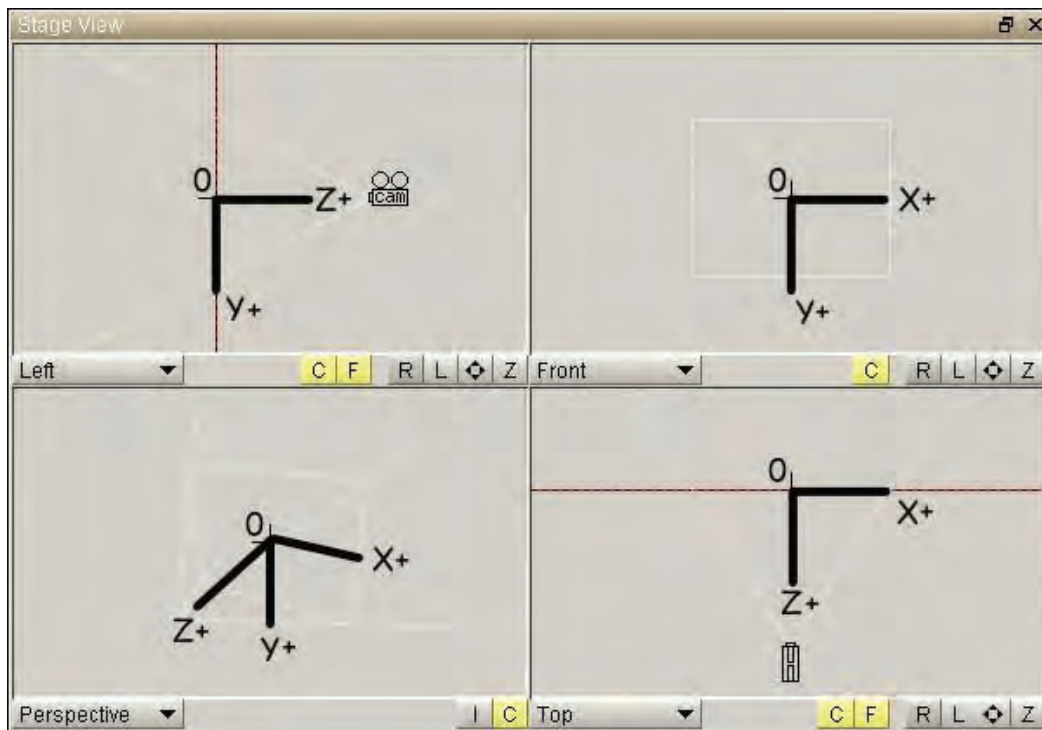 Stage View
0
Z+
cam
Y+
Left
C F R L Z
0
X+
Y+
Front
C R L Z
0
X+
Z+
Y+
Perspective
I C
0
X+
Z+
Top
C F R L Z